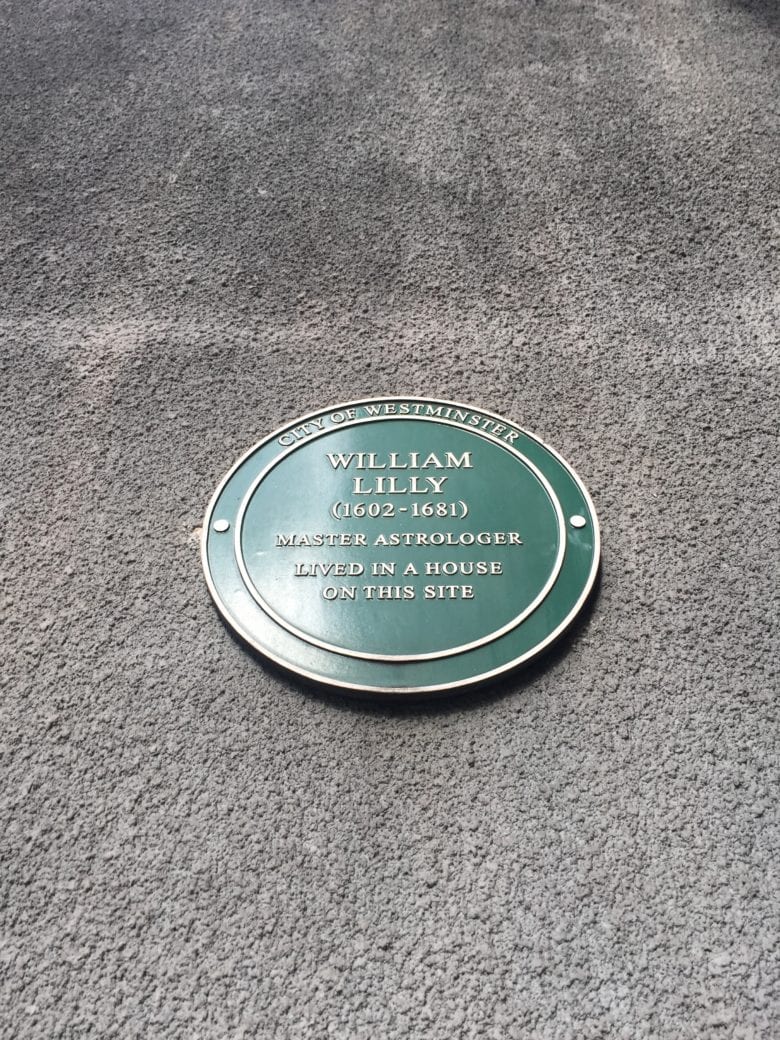 CITY OF WESTMINSTER
WILLIAM
LILLY
(1602-1681)
MASTER ASTROLOGER
LIVED IN A HOUSE
ON THIS SITE